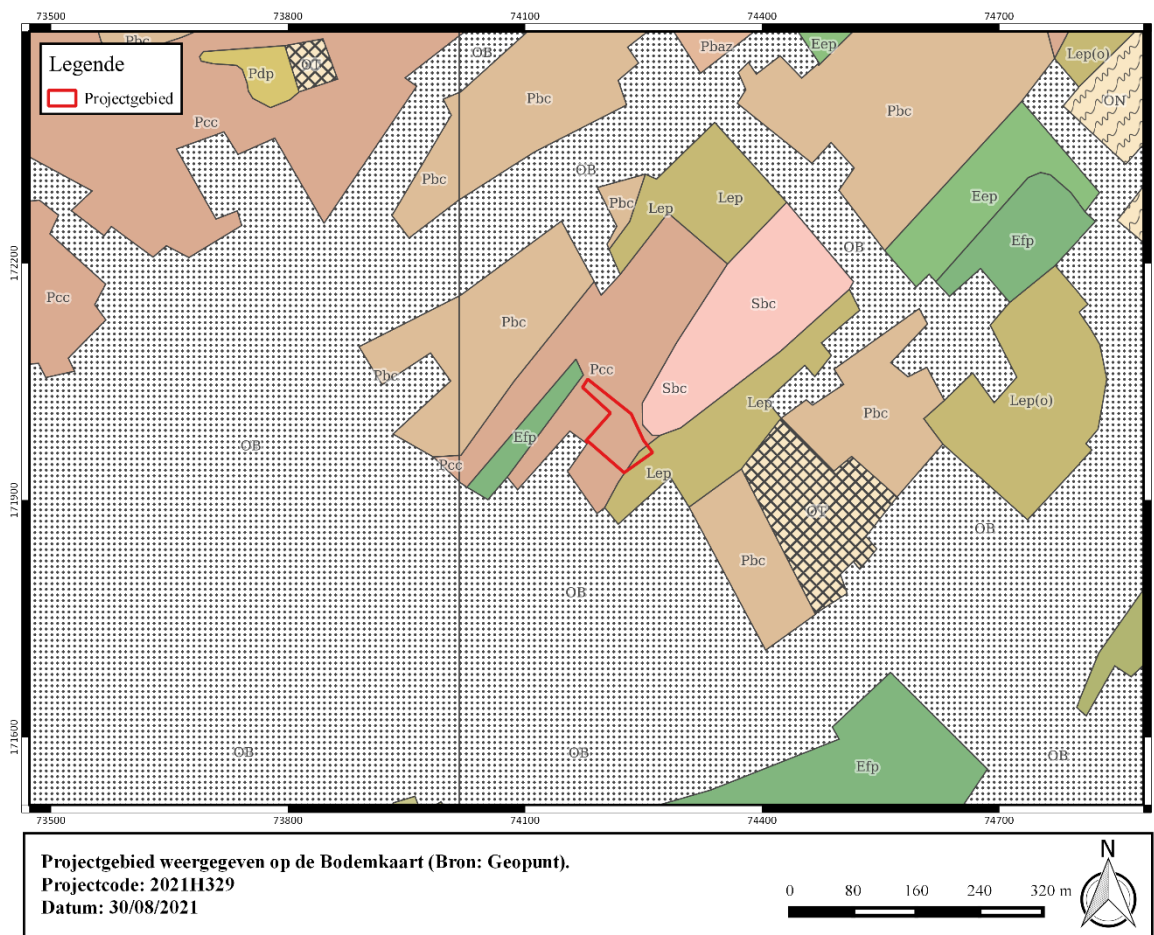 73500 73800 74100 74400 74700
Legende
Projectgebied
Pbc
OB
Pbaz
Eep
Lep(o)
Pdp
OT
ON
Pbc
Pbc
Pcc
OB
Pbc
Eep
Pbc
Lep
Lep
Efp
OB
172200
Pcc
Sbc
Pbc
Pcc
Pbc
Sbc
Lep
Lep(o)
Pbc
Efp
OB
Pcc
Lep
171900
OT
OB
Pbc
OB
171600
OB
OB
OB
Efp
73500 73800 74100 74400 74700
Projectgebied weergegeven op de Bodemkaart (Bron: Geopunt).
Projectcode: 2021H329
Datum: 30/08/2021
0 80 160 240 320 m
N